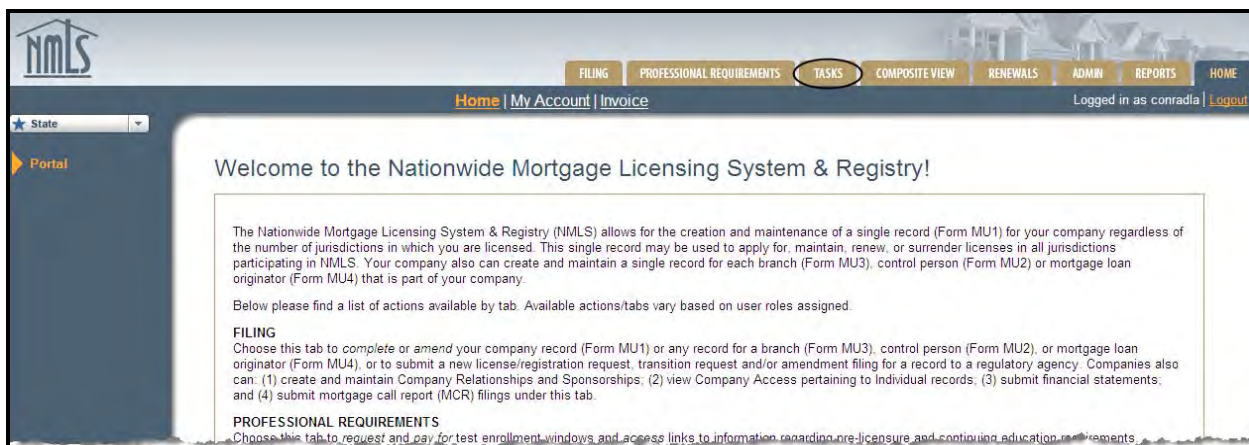 NMLS
FILING PROFESSIONAL REQUIREMENTS TASKS COMPOSITE VIEW RENEWALS ADMIN REPORTS HOME
Home | My Account | Invoice
Logged in as conradla | Logout
State
Portal
Welcome to the Nationwide Mortgage Licensing System & Registry!
The Nationwide Mortgage Licensing System & Registry (NMLS) allows for the creation and maintenance of a single record (Form MU1) for your company regardless of
the number of jurisdictions in which you are licensed. This single record may be used to apply for, maintain, renew, or surrender licenses in all jurisdictions
participating in NMLS. Your company also can create and maintain a single record for each branch (Form MU3), control person (Form MU2) or mortgage loan
originator (Form MU4) that is part of your company.
Below please find a list of actions available by tab. Available actions/tabs vary based on user roles assigned.
FILING
Choose this tab to complete or amend your company record (Form MU1) or any record for a branch (Form MU3), control person (Form MU2), or mortgage loan
originator (Form MU4), or to submit a new license/registration request, transition request and/or amendment filing for a record to a regulatory agency. Companies also
can: (1) create and maintain Company Relationships and Sponsorships; (2) view Company Access pertaining to Individual records; (3) submit financial statements;
and (4) submit mortgage call report (MCR) filings under this tab.
PROFESSIONAL REQUIREMENTS
Choose this tab to request and pay for test enrollment windows and access links to information regarding pre-licensure and continuing education requirements.